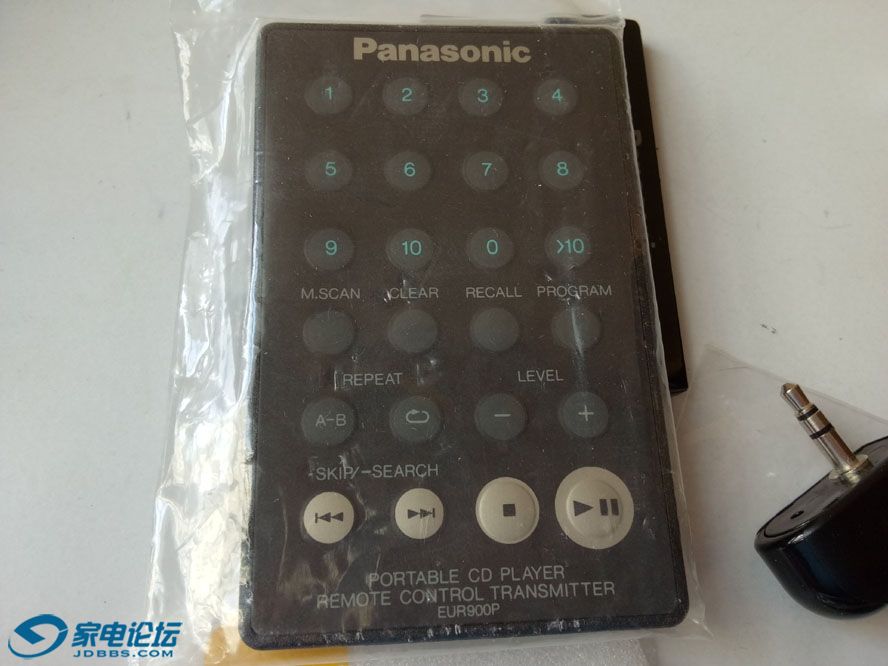 Panasonic
1 2 3 4
5 6 7 8
9 10 0 >10
M.SCAN CLEAR RECALL PROGRAM
REPEAT LEVEL
A-B − +
-SKIP/-SEARCH
PORTABLE CD PLAYER
REMOTE CONTROL TRANSMITTER
EUR900P
家电论坛
JDBBS.COM